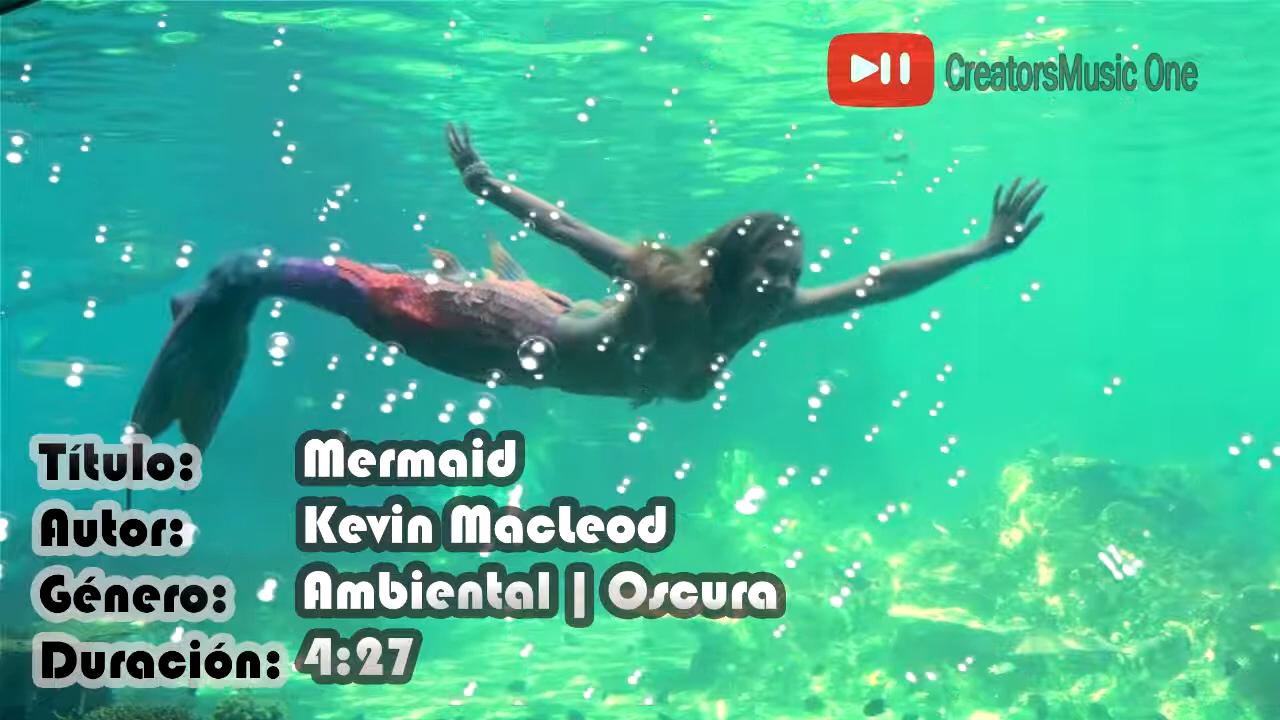 CreatorsMusic One
Título: Mermaid
Autor: Kevin MacLeod
Género: Ambiental | Oscura
Duración: 4:27